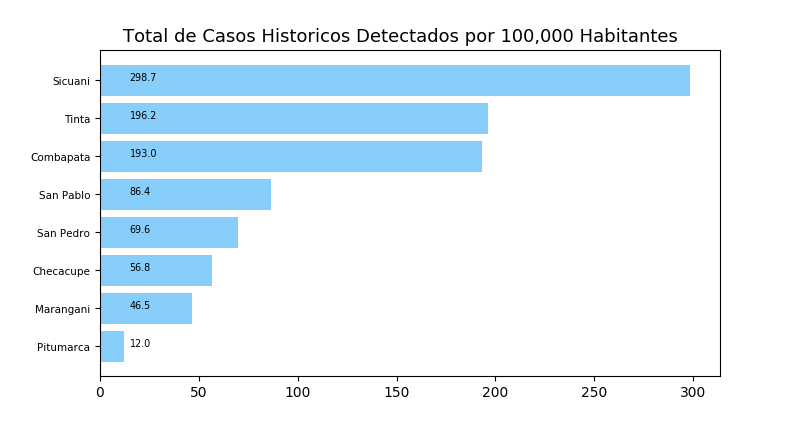 Total de Casos Historicos Detectados por 100,000 Habitantes
Sicuani 298.7
Tinta 196.2
Combapata 193.0
San Pablo 86.4
San Pedro 69.6
Checacupe 56.8
Marangani 46.5
Pitumarca 12.0
0 50 100 150 200 250 300